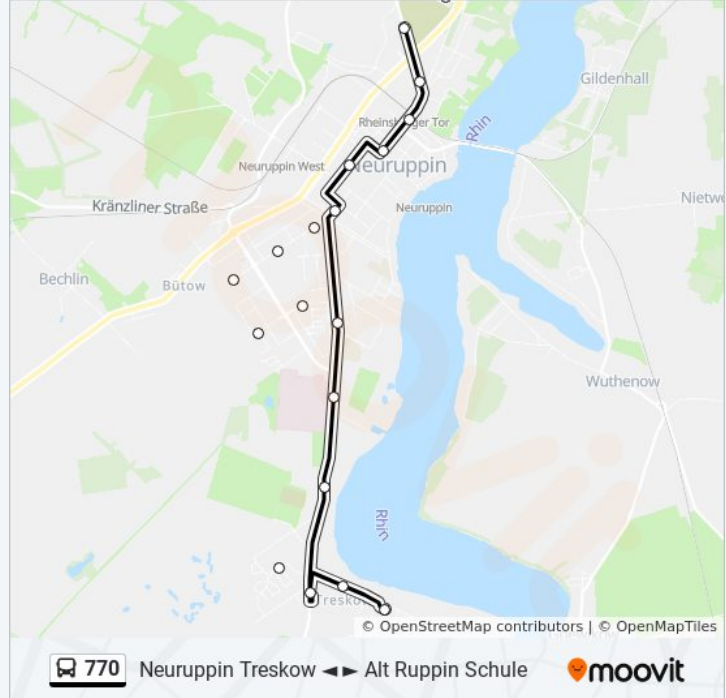 Gildenhall
Rheinsberger Tor
Rhin
Neuruppin West
Neuruppin
Nietwe
Kränzliner Straße
Neuruppin
Bechlin
Bütow
Wuthenow
Rhin
Treskow
© OpenStreetMap contributors | © OpenMapTiles
770 Neuruppin Treskow ◄► Alt Ruppin Schule
moovit